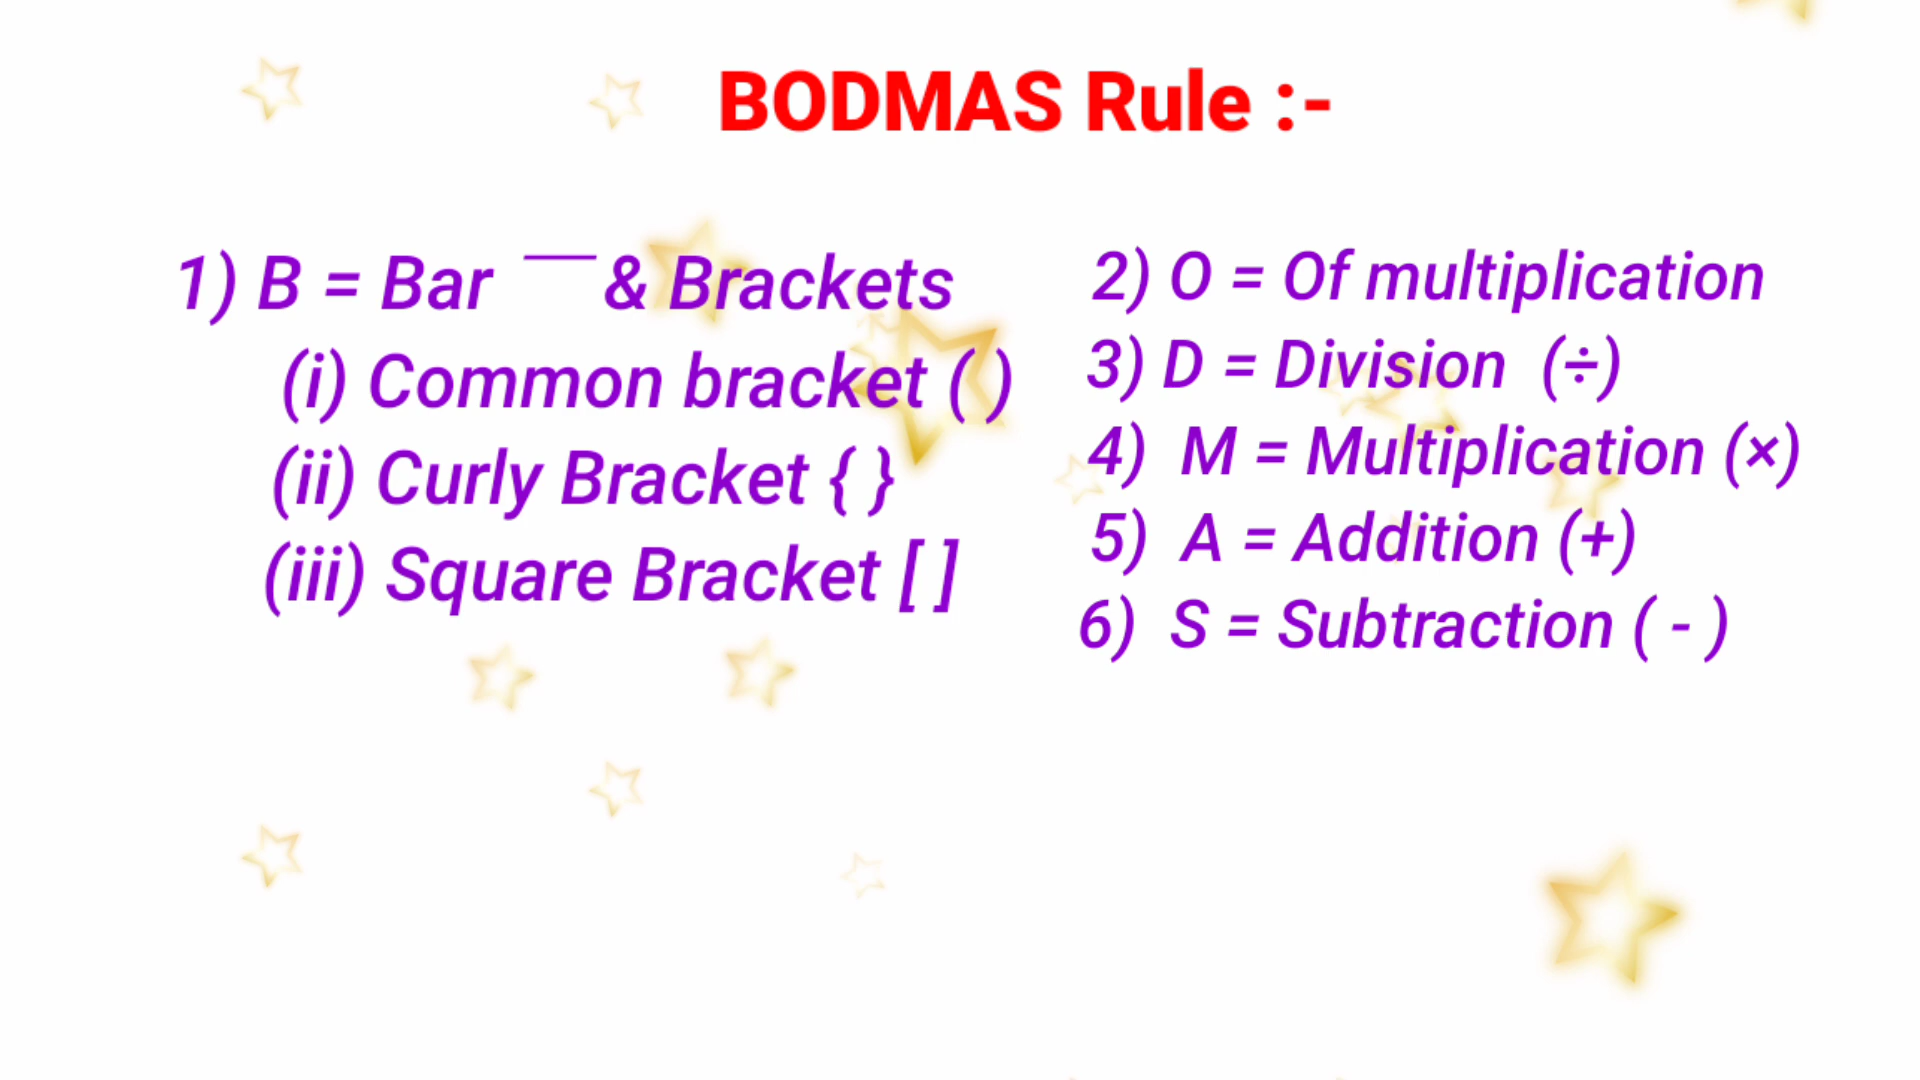 BODMAS Rule :-
1) B = Bar ‾ & Brackets
(i) Common bracket ( )
(ii) Curly Bracket { }
(iii) Square Bracket [ ]
2) O = Of multiplication
3) D = Division (÷)
4) M = Multiplication (×)
5) A = Addition (+)
6) S = Subtraction ( - )